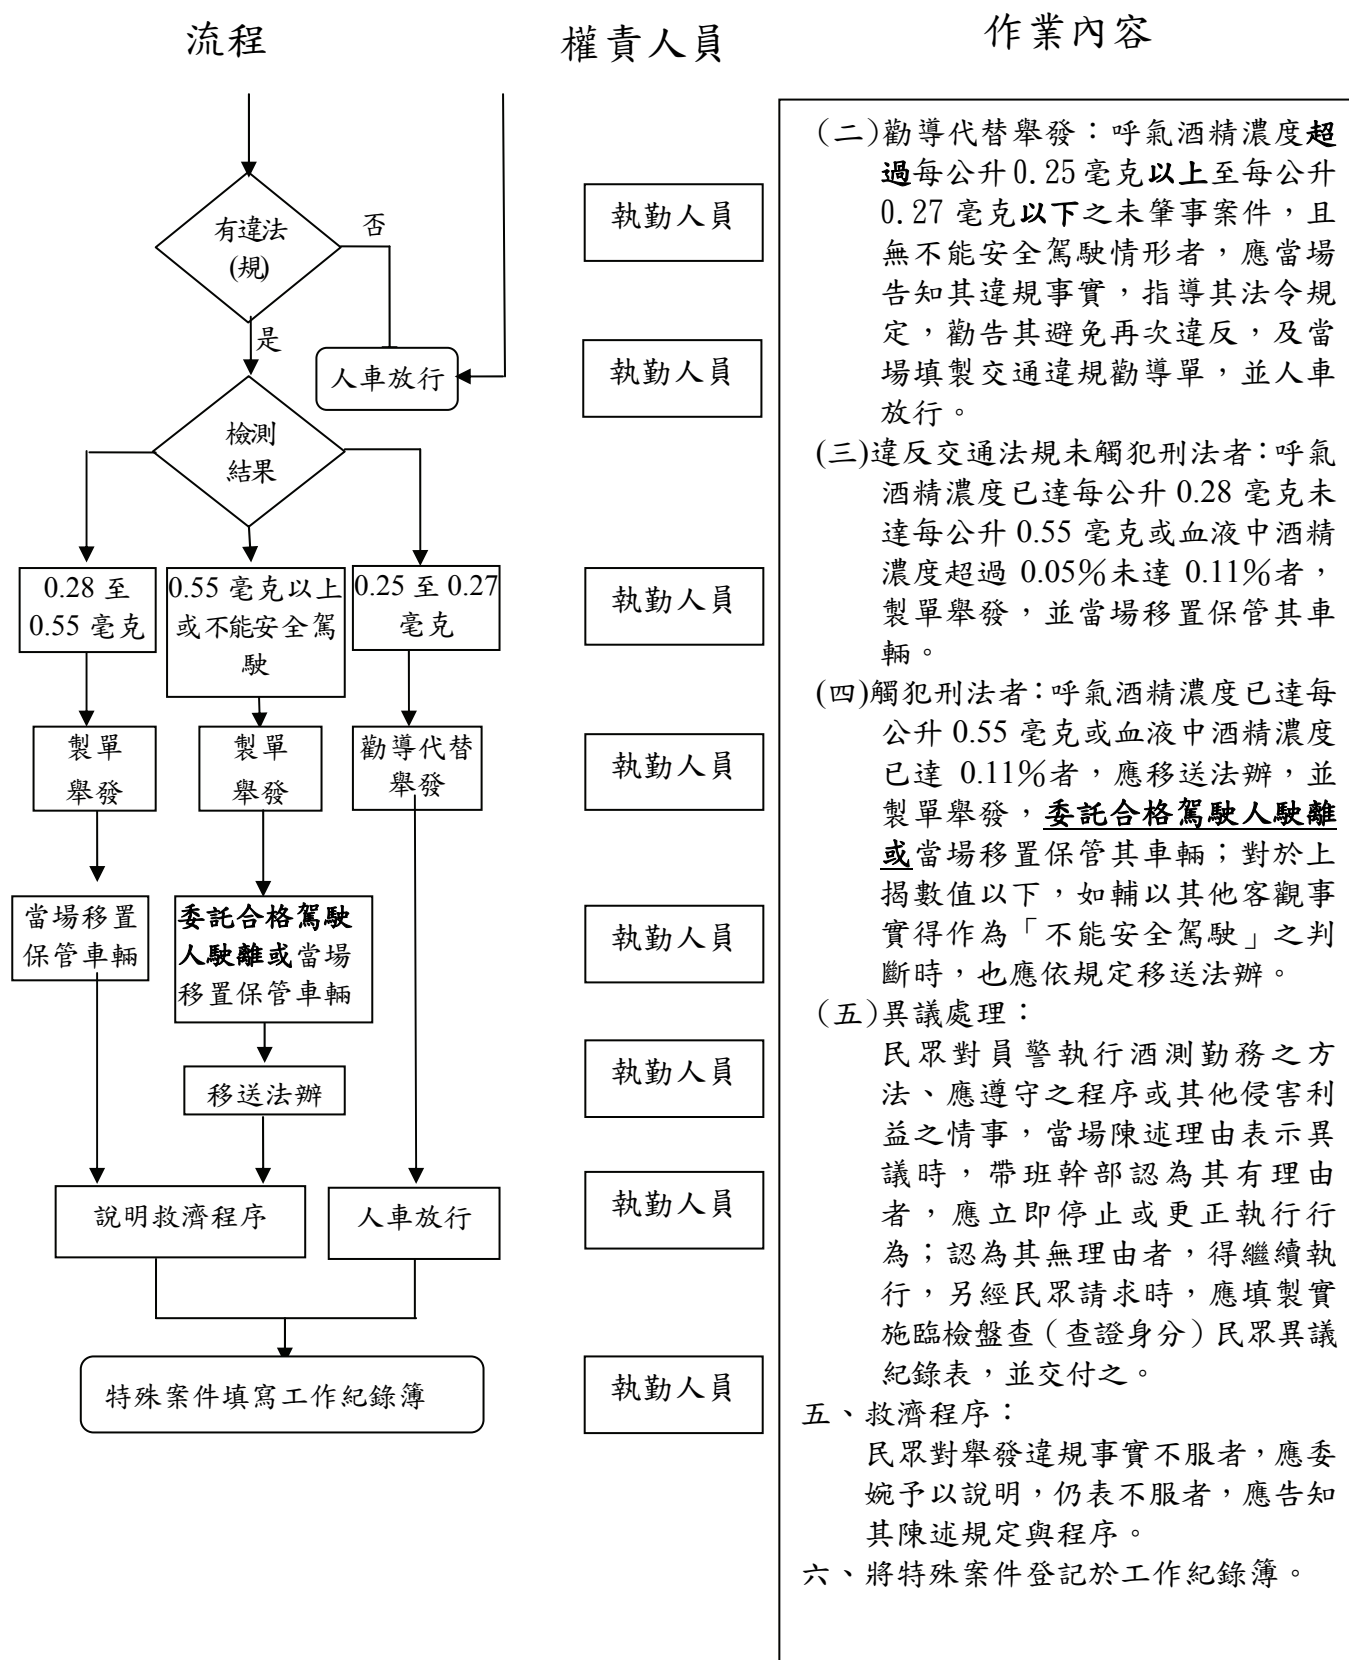 流程
權責人員
作業內容
有違法
(規)
否
是
人車放行
檢測
結果
0.28 至
0.55 毫克
0.55 毫克以上
或不能安全駕
駛
0.25 至 0.27
毫克
製單
舉發
製單
舉發
勸導代替
舉發
當場移置
保管車輛
委託合格駕駛
人駛離或當場
移置保管車輛
移送法辦
說明救濟程序
人車放行
特殊案件填寫工作紀錄簿
執勤人員
執勤人員
執勤人員
執勤人員
執勤人員
執勤人員
執勤人員
執勤人員
(二)勸導代替舉發：呼氣酒精濃度超
過每公升0.25毫克以上至每公升
0.27 毫克以下之未肇事案件，且
無不能安全駕駛情形者，應當場
告知其違規事實，指導其法令規
定，勸告其避免再次違反，及當
場填製交通違規勸導單，並人車
放行。
(三)違反交通法規未觸犯刑法者：呼氣
酒精濃度已達每公升 0.28 毫克未
達每公升 0.55 毫克或血液中酒精
濃度超過 0.05%未達 0.11%者，
製單舉發，並當場移置保管其車
輛。
(四)觸犯刑法者：呼氣酒精濃度已達每
公升 0.55 毫克或血液中酒精濃度
已達 0.11%者，應移送法辦，並
製單舉發，委託合格駕駛人駛離
或當場移置保管其車輛；對於上
揭數值以下，如輔以其他客觀事
實得作為「不能安全駕駛」之判
斷時，也應依規定移送法辦。
(五)異議處理：
民眾對員警執行酒測勤務之方
法、應遵守之程序或其他侵害利
益之情事，當場陳述理由表示異
議時，帶班幹部認為其有理由
者，應立即停止或更正執行行
為；認為其無理由者，得繼續執
行，另經民眾請求時，應填製實
施臨檢盤查（查證身分）民眾異議
紀錄表，並交付之。
五、救濟程序：
民眾對舉發違規事實不服者，應委
婉予以說明，仍表不服者，應告知
其陳述規定與程序。
六、將特殊案件登記於工作紀錄簿。